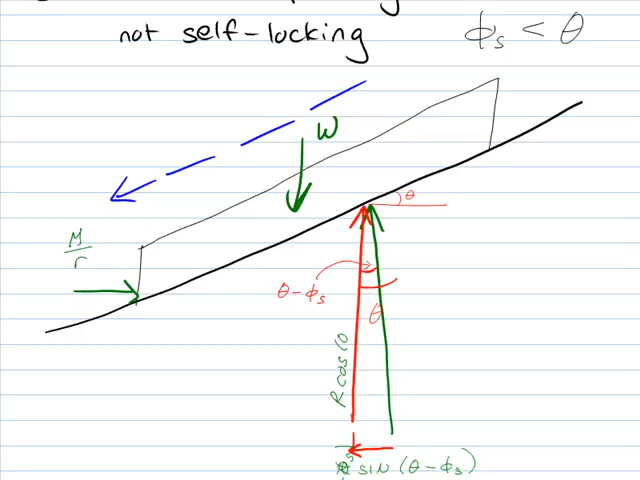 not self-locking
ϕs < θ
W
θ
M
r
θ-ϕs
θ
R cos(θ
SIN (θ-ϕs)